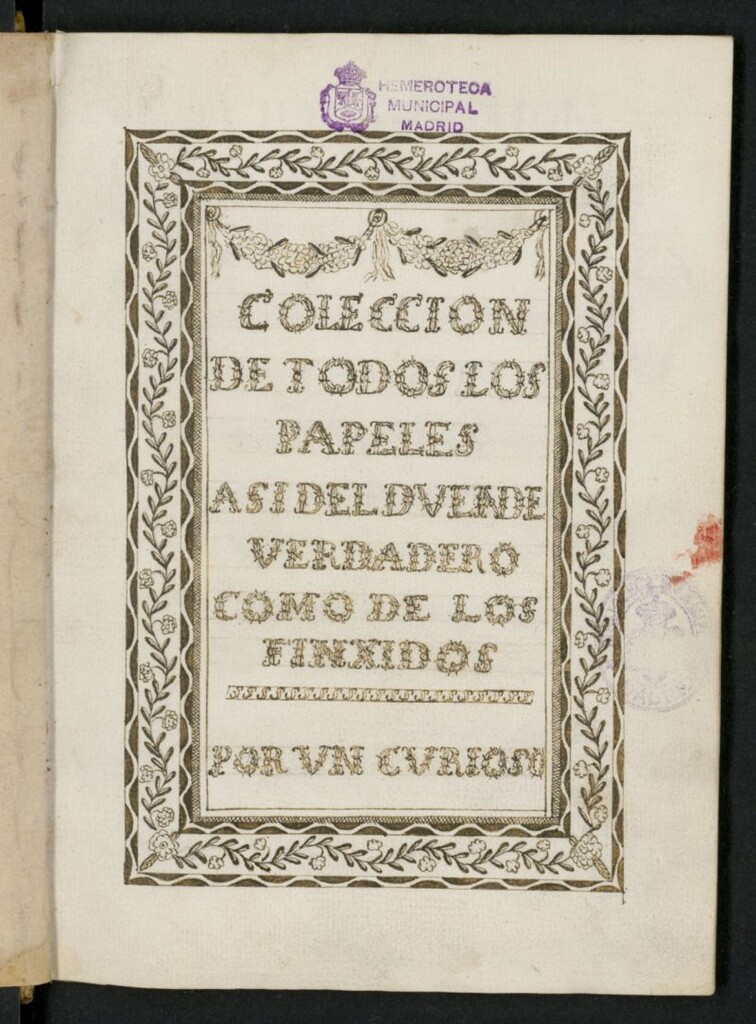 HEMEROTECA
MUNICIPAL
MADRID
COLECCION
DE TODOS LOS
PAPELES
ASI DEL DVENDE
VERDADERO
COMO DE LOS
FINXIDOS
POR VN CVRIOSO